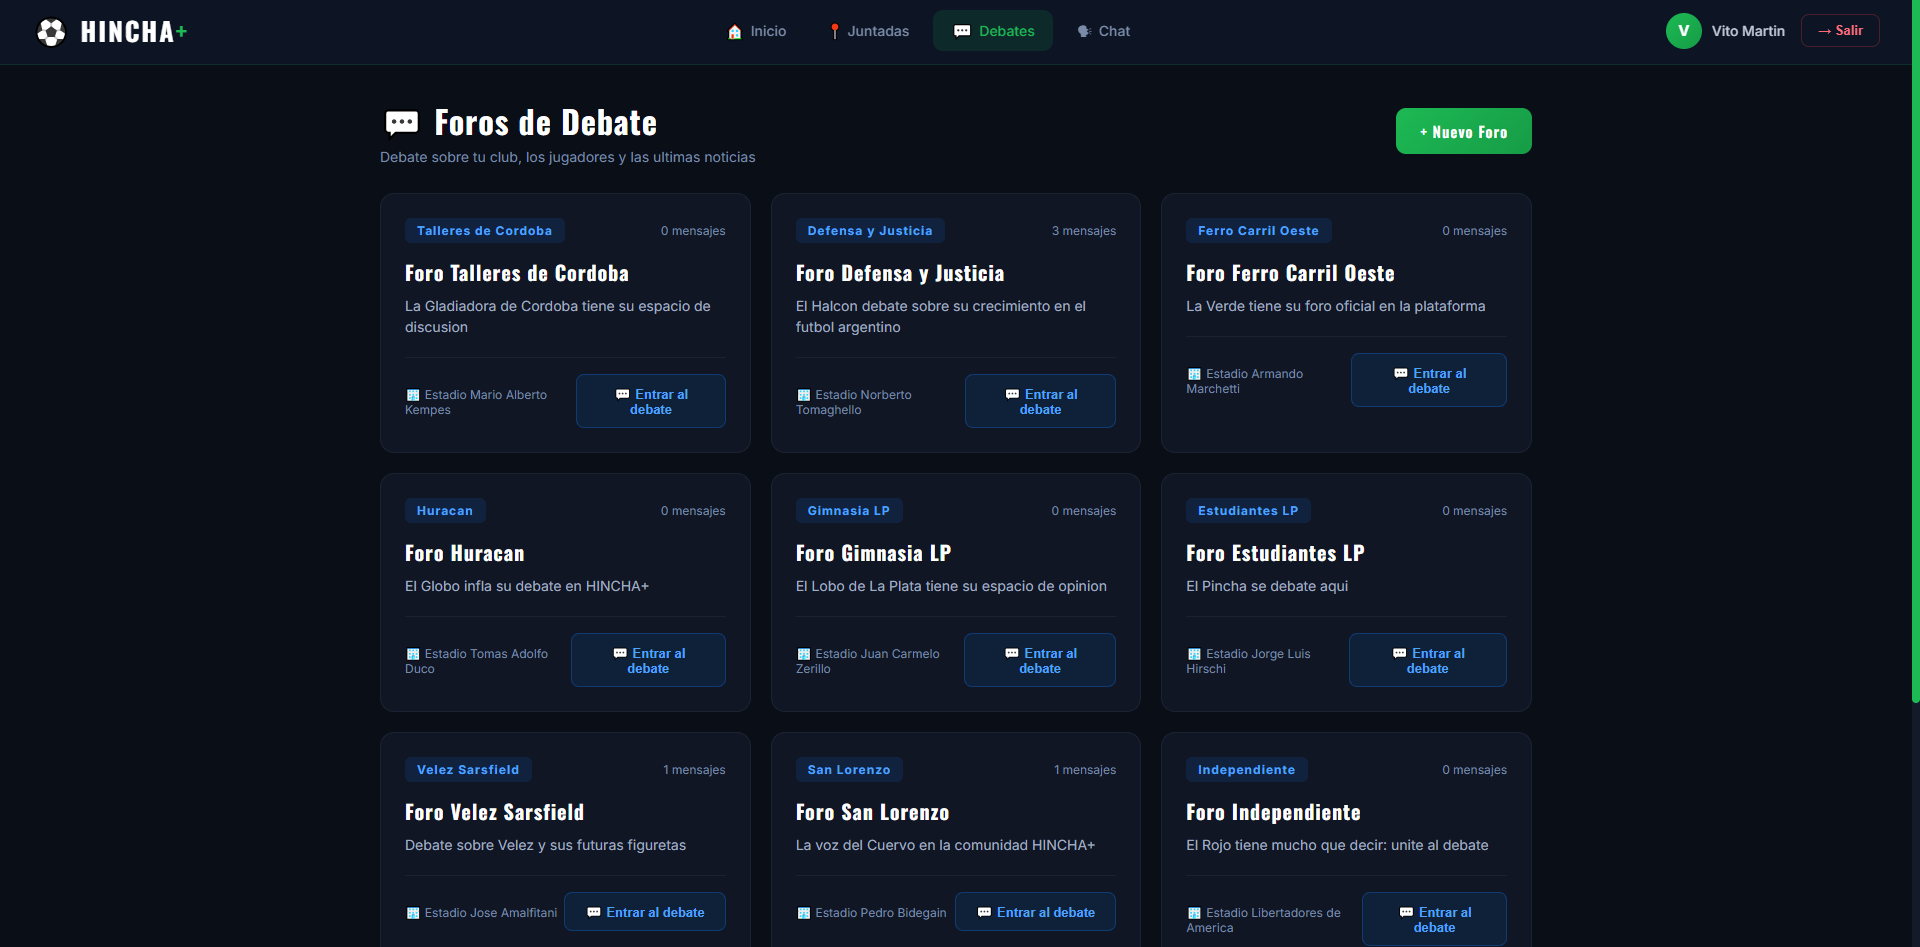 HINCHA+
Inicio
Juntadas
Debates
Chat
V
Vito Martin
→ Salir
Foros de Debate
Debate sobre tu club, los jugadores y las ultimas noticias
+ Nuevo Foro
Talleres de Cordoba
0 mensajes
Foro Talleres de Cordoba
La Gladiadora de Cordoba tiene su espacio de
discusion
Estadio Mario Alberto
Kempes
Entrar al
debate
Defensa y Justicia
3 mensajes
Foro Defensa y Justicia
El Halcon debate sobre su crecimiento en el
futbol argentino
Estadio Norberto
Tomaghello
Entrar al
debate
Ferro Carril Oeste
0 mensajes
Foro Ferro Carril Oeste
La Verde tiene su foro oficial en la plataforma
Estadio Armando
Marchetti
Entrar al
debate
Huracan
0 mensajes
Foro Huracan
El Globo infla su debate en HINCHA+
Estadio Tomas Adolfo
Duco
Entrar al
debate
Gimnasia LP
0 mensajes
Foro Gimnasia LP
El Lobo de La Plata tiene su espacio de opinion
Estadio Juan Carmelo
Zerillo
Entrar al
debate
Estudiantes LP
0 mensajes
Foro Estudiantes LP
El Pincha se debate aqui
Estadio Jorge Luis
Hirschi
Entrar al
debate
Velez Sarsfield
1 mensajes
Foro Velez Sarsfield
Debate sobre Velez y sus futuras figuretas
Estadio Jose Amalfitani
Entrar al debate
San Lorenzo
1 mensajes
Foro San Lorenzo
La voz del Cuervo en la comunidad HINCHA+
Estadio Pedro Bidegain
Entrar al debate
Independiente
0 mensajes
Foro Independiente
El Rojo tiene mucho que decir: unite al debate
Estadio Libertadores de
America
Entrar al
debate